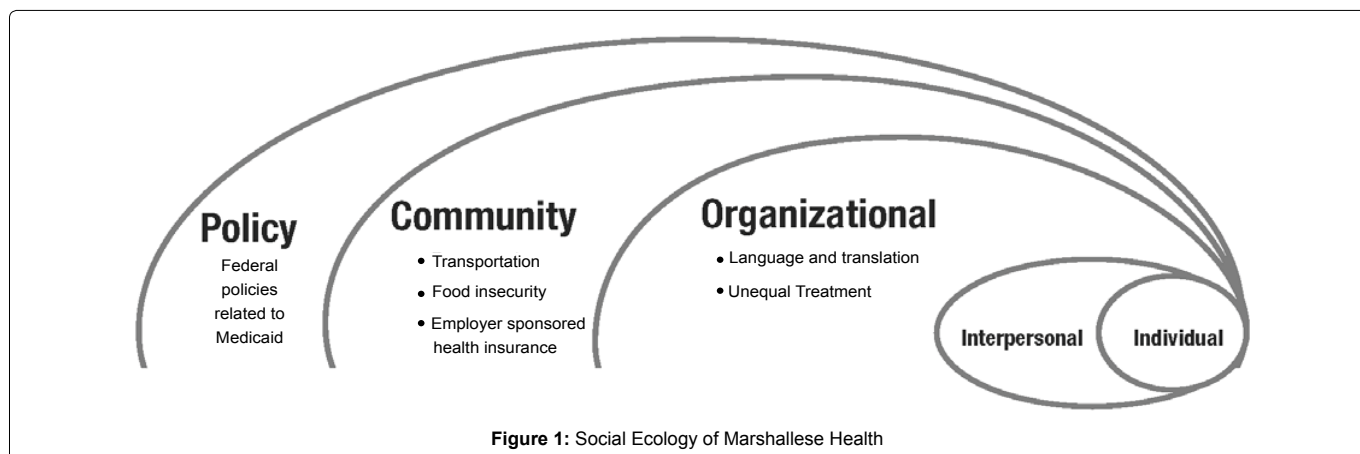 Policy
Federal
policies
related to
Medicaid
Community
• Transportation
• Food insecurity
• Employer sponsored
health insurance
Organizational
• Language and translation
• Unequal Treatment
Interpersonal
Individual
Figure 1: Social Ecology of Marshallese Health